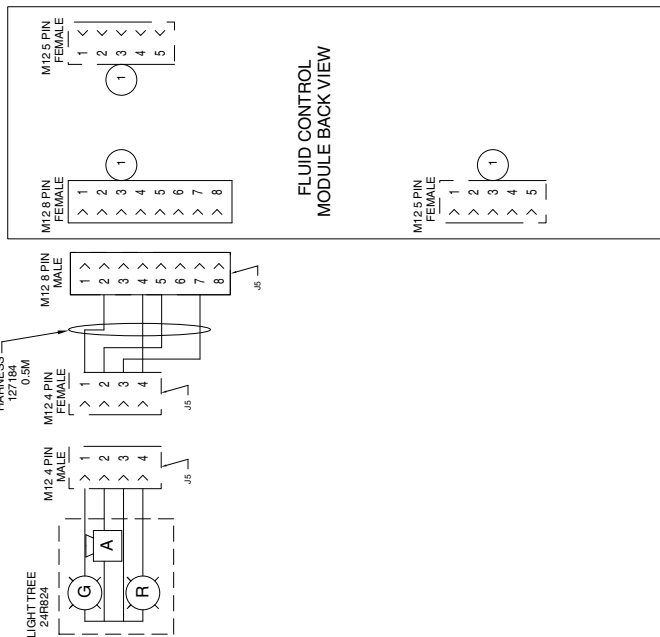 M12 5 PIN
FEMALE
1
2
3
4
5
1
M12 8 PIN
FEMALE
1
2
3
4
5
6
7
8
1
FLUID CONTROL
MODULE BACK VIEW
M12 5 PIN
FEMALE
1
2
3
4
5
1
M12 8 PIN
MALE
1
2
3
4
5
6
7
8
J5
HARNESS
127184
0.5M
M12 4 PIN
FEMALE
1
2
3
4
J5
M12 4 PIN
MALE
1
2
3
4
J5
LIGHT TREE
24R824
G
A
R